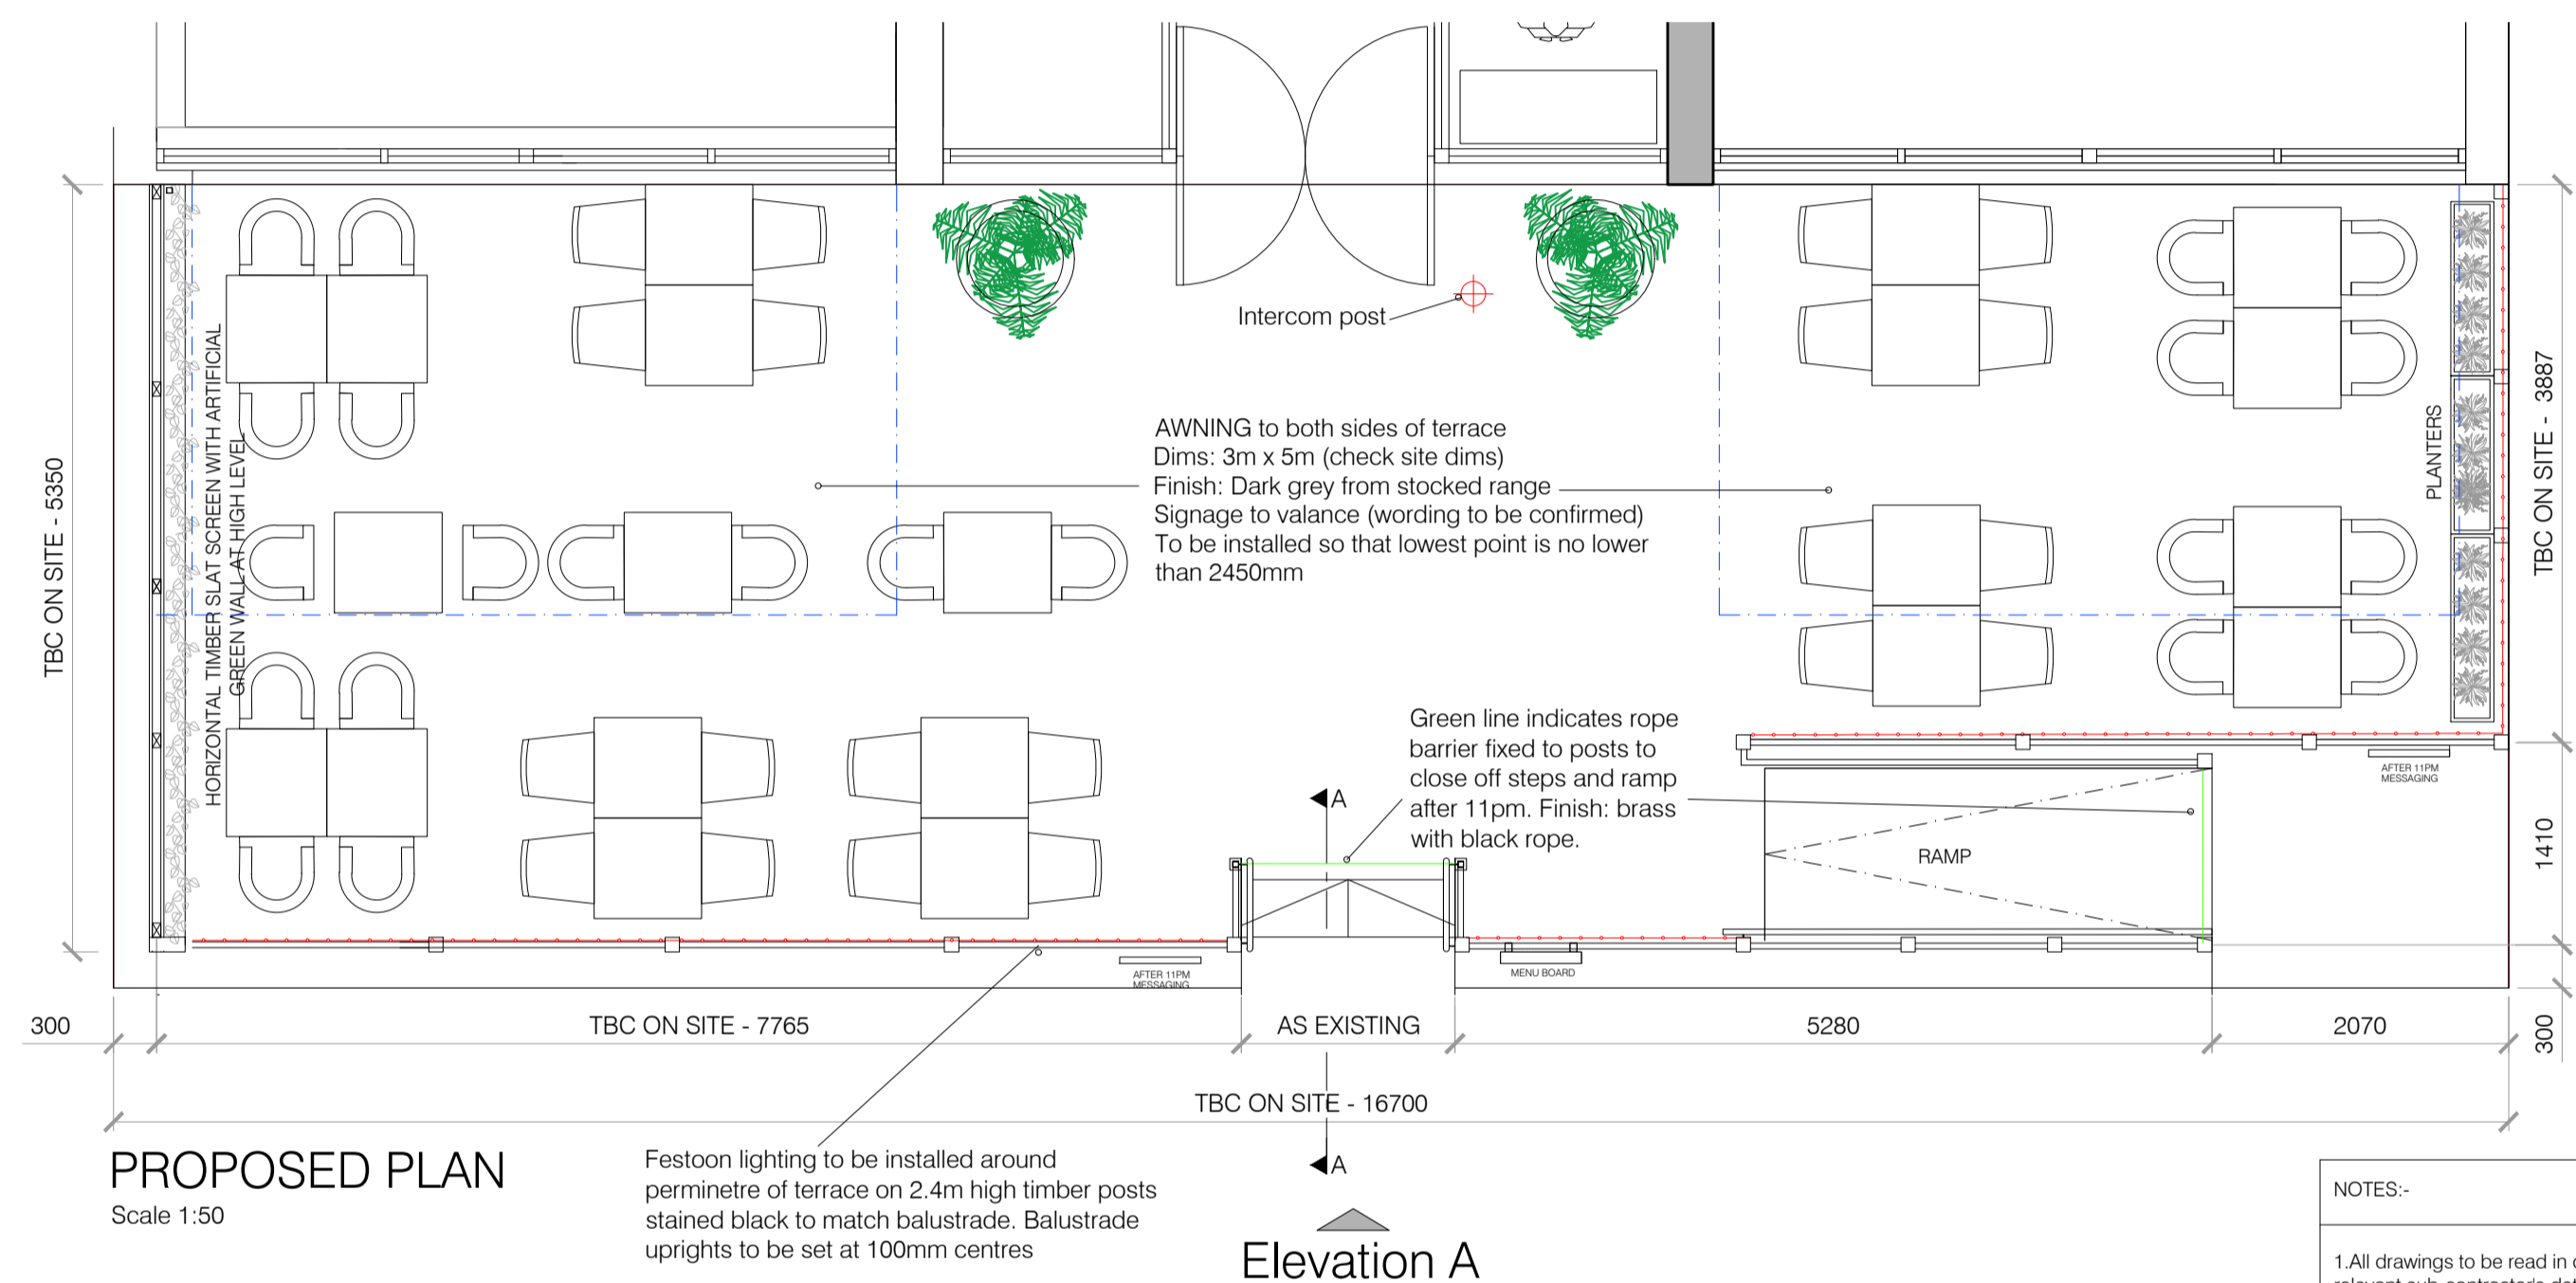 Intercom post
AWNING to both sides of terrace
Dims: 3m x 5m (check site dims)
Finish: Dark grey from stocked range
Signage to valance (wording to be confirmed)
To be installed so that lowest point is no lower
than 2450mm
HORIZONTAL TIMBER SLAT SCREEN WITH ARTIFICIAL
GREEN WALL AT HIGH LEVEL
TBC ON SITE - 5350
PLANTERS
TBC ON SITE - 3887
Green line indicates rope
barrier fixed to posts to
close off steps and ramp
after 11pm. Finish: brass
with black rope.
A
RAMP
AFTER 11PM
MESSAGING
1410
AFTER 11PM
MESSAGING
MENU BOARD
300
TBC ON SITE - 7765
AS EXISTING
5280
2070
300
TBC ON SITE - 16700
PROPOSED PLAN
Scale 1:50
Festoon lighting to be installed around
perminetre of terrace on 2.4m high timber posts
stained black to match balustrade. Balustrade
uprights to be set at 100mm centres
A
Elevation A
NOTES:-
1.All drawings to be read in